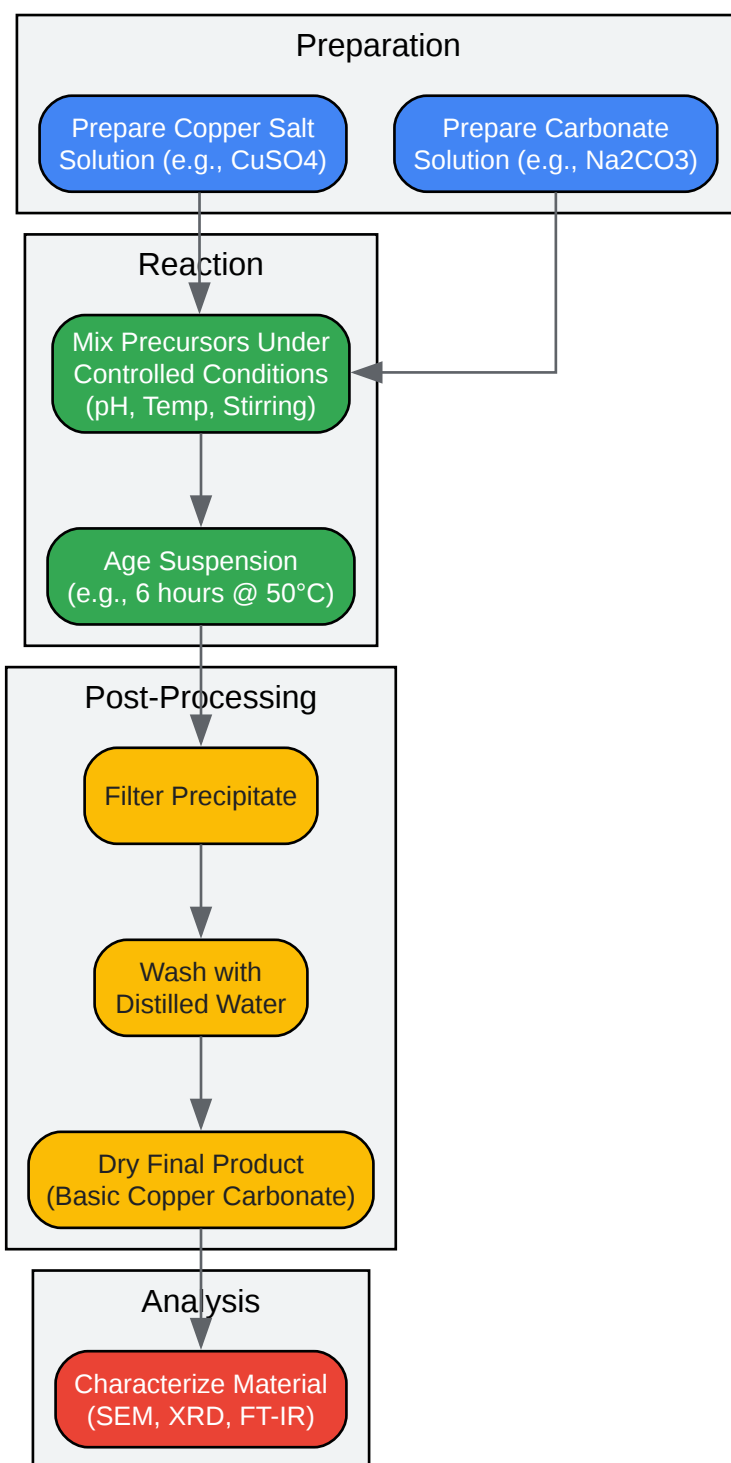 Preparation
Prepare Copper Salt
Solution (e.g., CuSO4)
Prepare Carbonate
Solution (e.g., Na2CO3)
Reaction
Mix Precursors Under
Controlled Conditions
(pH, Temp, Stirring)
Age Suspension
(e.g., 6 hours @ 50°C)
Post-Processing
Filter Precipitate
Wash with
Distilled Water
Dry Final Product
(Basic Copper Carbonate)
Analysis
Characterize Material
(SEM, XRD, FT-IR)